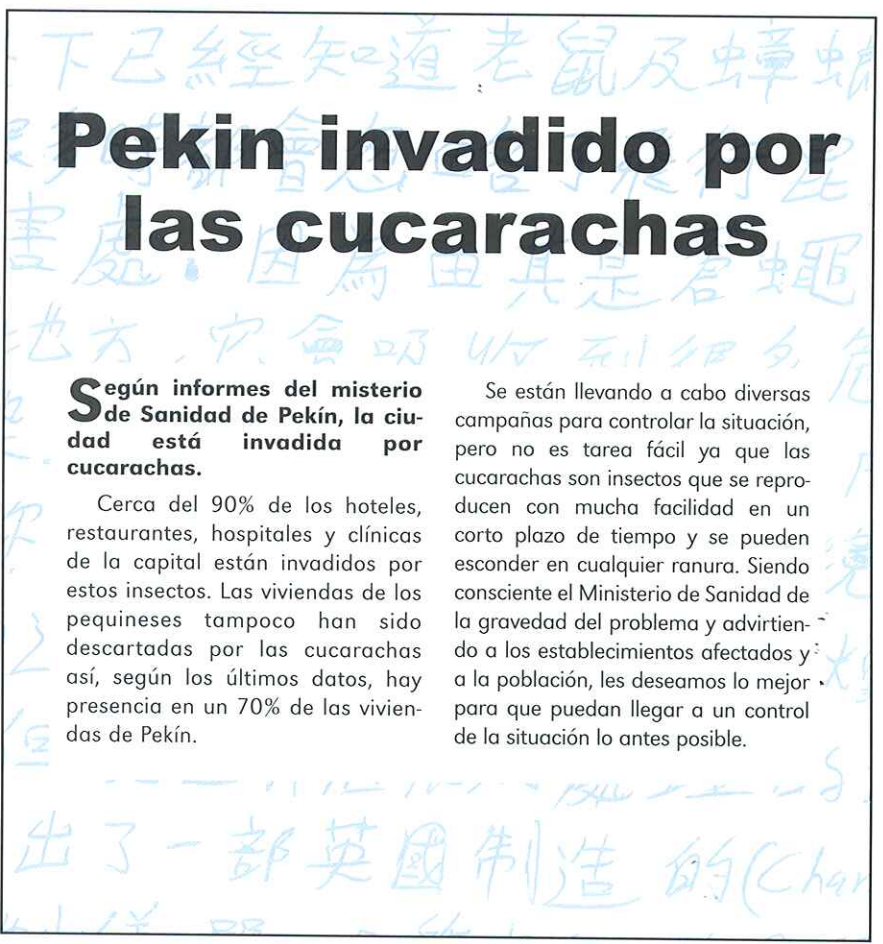 下已經知道老鼠及蟑
Pekin invadido por
las cucarachas
Según informes del misterio
de Sanidad de Pekín, la ciu-
dad está invadida por
cucarachas.
Cerca del 90% de los hoteles,
restaurantes, hospitales y clínicas
de la capital están invadidos por
estos insectos. Las viviendas de los
pequineses tampoco han sido
descartadas por las cucarachas
así, según los últimos datos, hay
presencia en un 70% de las vivien-
das de Pekín.
Se están llevando a cabo diversas
campañas para controlar la situación,
pero no es tarea fácil ya que las
cucarachas son insectos que se repro-
ducen con mucha facilidad en un
corto plazo de tiempo y se pueden
esconder en cualquier ranura. Siendo
consciente el Ministerio de Sanidad de
la gravedad del problema y advirtien-
do a los establecimientos afectados y
a la población, les deseamos lo mejor
para que puedan llegar a un control
de la situación lo antes posible.
出了一部英國制造的(Char